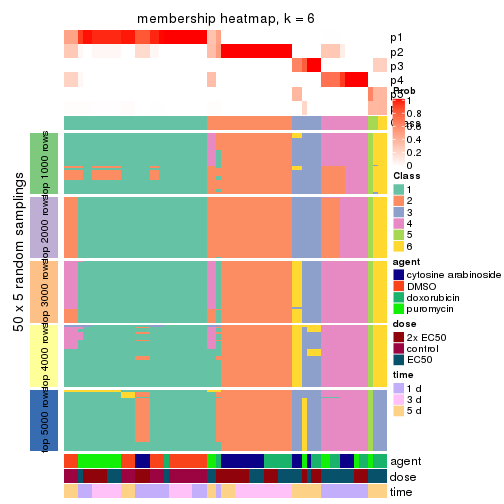 membership heatmap, k = 6
p1
p2
p3
p4
Prob
1
0.8
0.6
0.4
0.2
0
Class
1
2
3
4
5
6
agent
cytosine arabinoside
DMSO
doxorubicin
puromycin
dose
2x EC50
control
EC50
time
1 d
3 d
5 d
50 x 5 random samplings
top 1000 rows
top 2000 rows
top 3000 rows
top 4000 rows
top 5000 rows
agent
dose
time